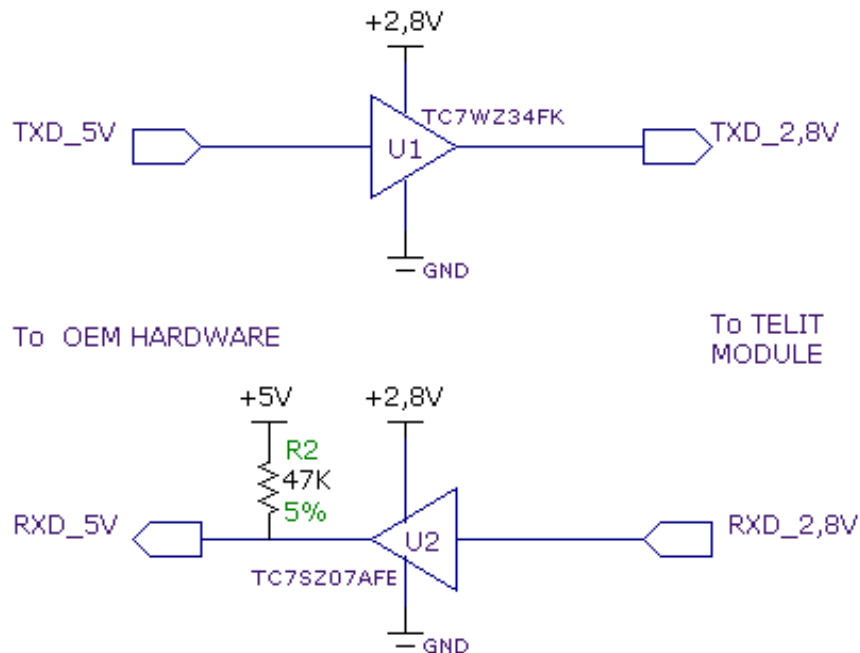 +2,8V
TXD_5V
TC7WZ34FK
U1
TXD_2,8V
GND
To OEM HARDWARE
To TELIT
MODULE
+5V
+2,8V
R2
47K
5%
RXD_5V
U2
RXD_2,8V
TC7SZ07AFE
GND